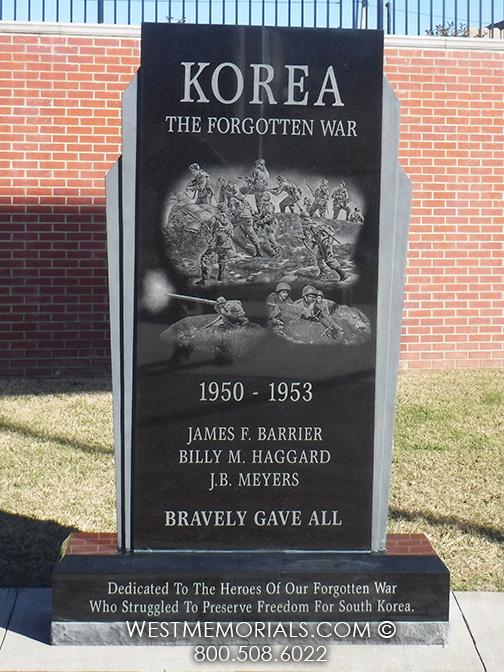 KOREA
THE FORGOTTEN WAR
1950 - 1953
JAMES F. BARRIER
BILLY M. HAGGARD
J.B. MEYERS
BRAVELY GAVE ALL
Dedicated To The Heroes Of Our Forgotten War
Who Struggled To Preserve Freedom For South Korea.
WESTMEMORIALS.COM ©
800.508.6022